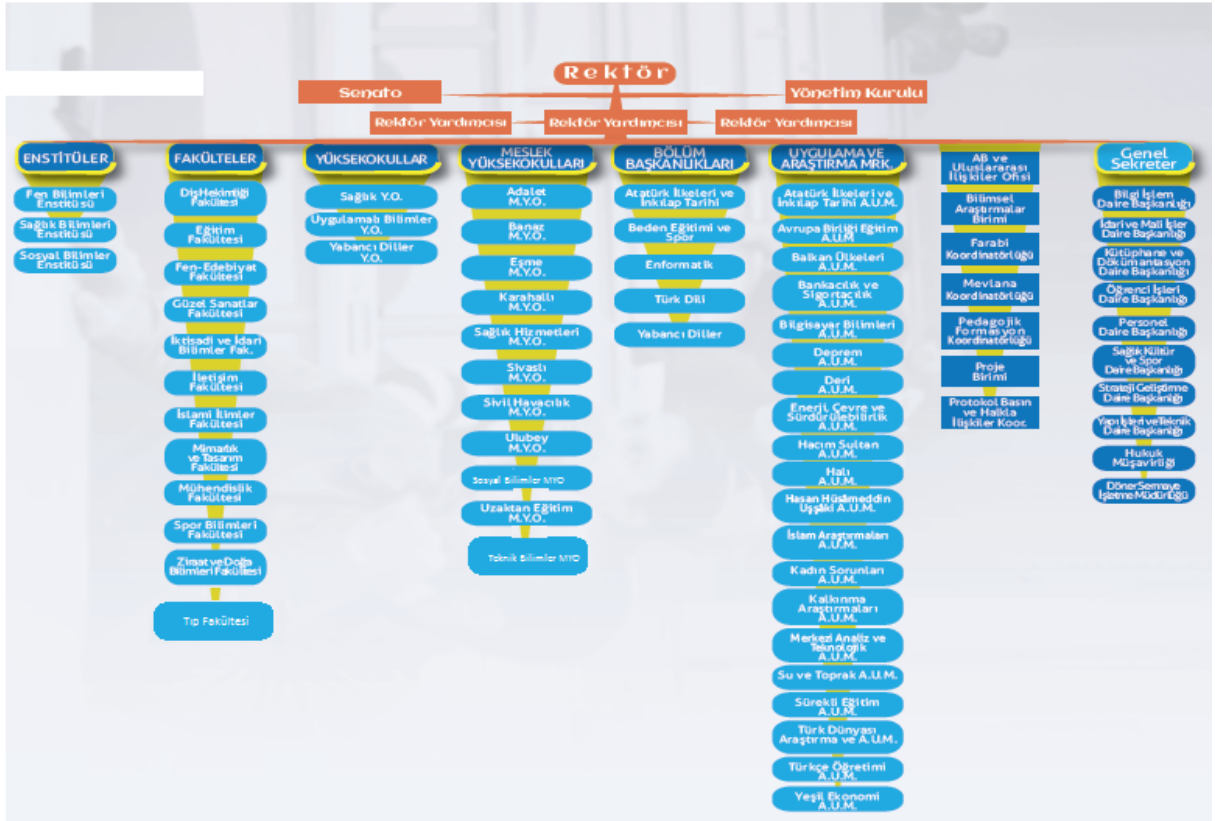 Rektör
Senato
Yönetim Kurulu
Rektör Yardımcısı
Rektör Yardımcısı
Rektör Yardımcısı
ENSTİTÜLER
Fen Bilimleri
Enstitüsü
Sağlık Bilimleri
Enstitüsü
Sosyal Bilimler
Enstitüsü
FAKÜLTELER
Diş Hekimliği
Fakültesi
Eğitim
Fakültesi
Fen-Edebiyat
Fakültesi
Güzel Sanatlar
Fakültesi
İktisadi ve İdari
Bilimler Fak.
İletişim
Fakültesi
İslami İlimler
Fakültesi
Mimarlık
ve Tasarım
Fakültesi
Mühendislik
Fakültesi
Spor Bilimleri
Fakültesi
Ziraat ve Doğa
Bilimleri Fakültesi
Tıp Fakültesi
YÜKSEKOKULLAR
Sağlık Y.O.
Uygulamalı Bilimler
Y.O.
Yabancı Diller
Y.O.
MESLEK
YÜKSEKOKULLARI
Adalet
M.Y.O.
Banaz
M.Y.O.
Eşme
M.Y.O.
Karahallı
M.Y.O.
Sağlık Hizmetleri
M.Y.O.
Sivaslı
M.Y.O.
Sivil Havacılık
M.Y.O.
Ulubey
M.Y.O.
Sosyal Bilimler MYO
Uzaktan Eğitim
M.Y.O.
Teknik Bilimler MYO
BÖLÜM
BAŞKANLIKLARI
Atatürk İlkeleri ve
İnkılap Tarihi
Beden Eğitimi ve
Spor
Enformatik
Türk Dili
Yabancı Diller
UYGULAMA VE
ARAŞTIRMA MRK.
Atatürk İlkeleri ve
İnkılap Tarihi A.U.M.
Avrupa Birliği Eğitim
A.U.M
Balkan Ülkeleri
A.U.M.
Bankacılık ve
Sigortacılık
A.U.M.
Bilgisayar Bilimleri
A.U.M.
Deprem
A.U.M.
Deri
A.U.M.
Enerji, Çevre ve
Sürdürülebilirlik
A.U.M.
Hacım Sultan
A.U.M.
Halı
A.U.M.
Hasan Hüsameddin
Uşşaki A.U.M.
İslam Araştırmaları
A.U.M.
Kadın Sorunları
A.U.M.
Kalkınma
Araştırmaları
A.U.M.
Merkezi Analiz ve
Teknolojik
A.U.M.
Su ve Toprak A.U.M.
Sürekli Eğitim
A.U.M.
Türk Dünyası
Araştırma ve A.U.M.
Türkçe Öğretimi
A.U.M.
Yeşil Ekonomi
A.U.M.
AB ve
Uluslararası
İlişkiler Ofisi
Bilimsel
Araştırmalar
Birimi
Farabi
Koordinatörlüğü
Mevlana
Koordinatörlüğü
Pedagojik
Formasyon
Koordinatörlüğü
Proje
Birimi
Protokol Basın
ve Halkla
İlişkiler Koor.
Genel
Sekreter
Bilgi İşlem
Daire Başkanlığı
İdari ve Mali İşler
Daire Başkanlığı
Kütüphane ve
Dökümantasyon
Daire Başkanlığı
Öğrenci İşleri
Daire Başkanlığı
Personel
Daire Başkanlığı
Sağlık Kültür
ve Spor
Daire Başkanlığı
Strateji Geliştirme
Daire Başkanlığı
Yapı İşleri ve Teknik
Daire Başkanlığı
Hukuk
Müşavirliği
Döner Sermaye
İşletme Müdürlüğü